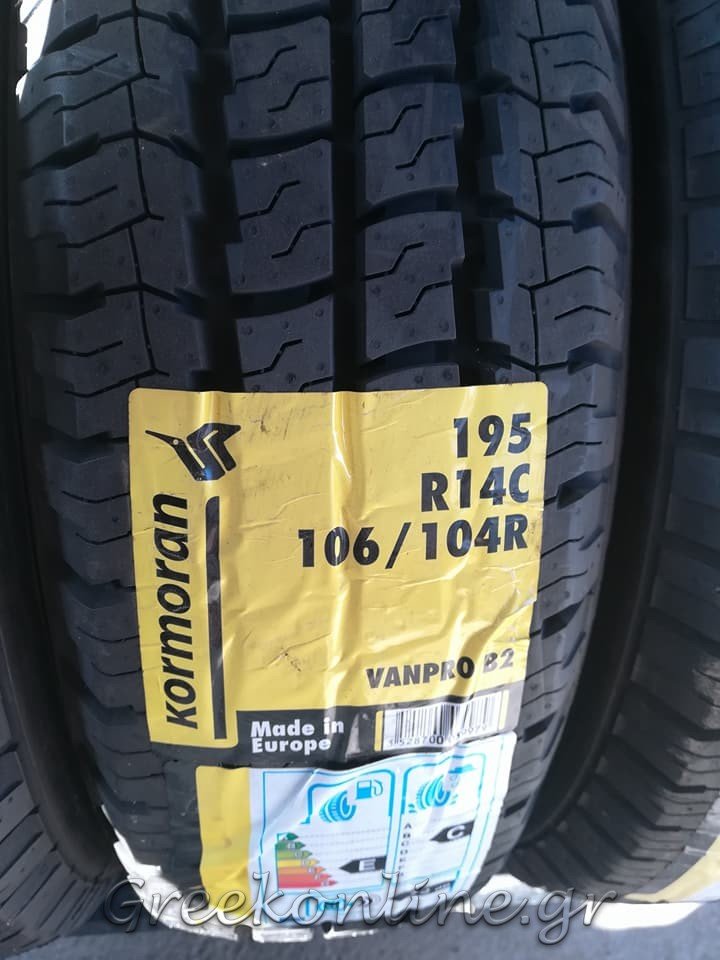 195
R14C
106/104R
kormoran
VANPRO B2
Made in
Europe
E
C
Greekonline.gr